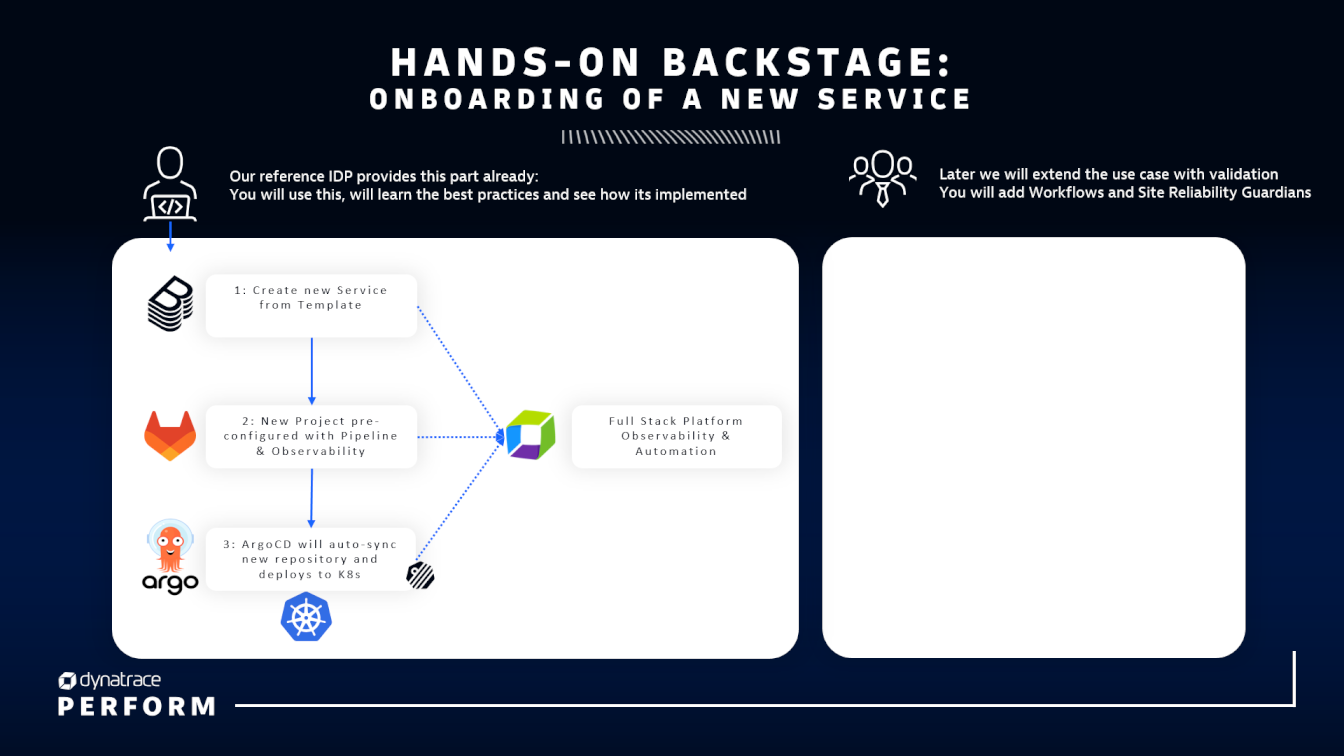 HANDS-ON BACKSTAGE:
ONBOARDING OF A NEW SERVICE
Our reference IDP provides this part already:
You will use this, will learn the best practices and see how its implemented
Later we will extend the use case with validation
You will add Workflows and Site Reliability Guardians
</>
1: Create new Service
from Template
2: New Project pre-
configured with Pipeline
& Observability
Full Stack Platform
Observability &
Automation
3: ArgoCD will auto-sync
new repository and
deploys to K8s
argo
dynatrace
PERFORM